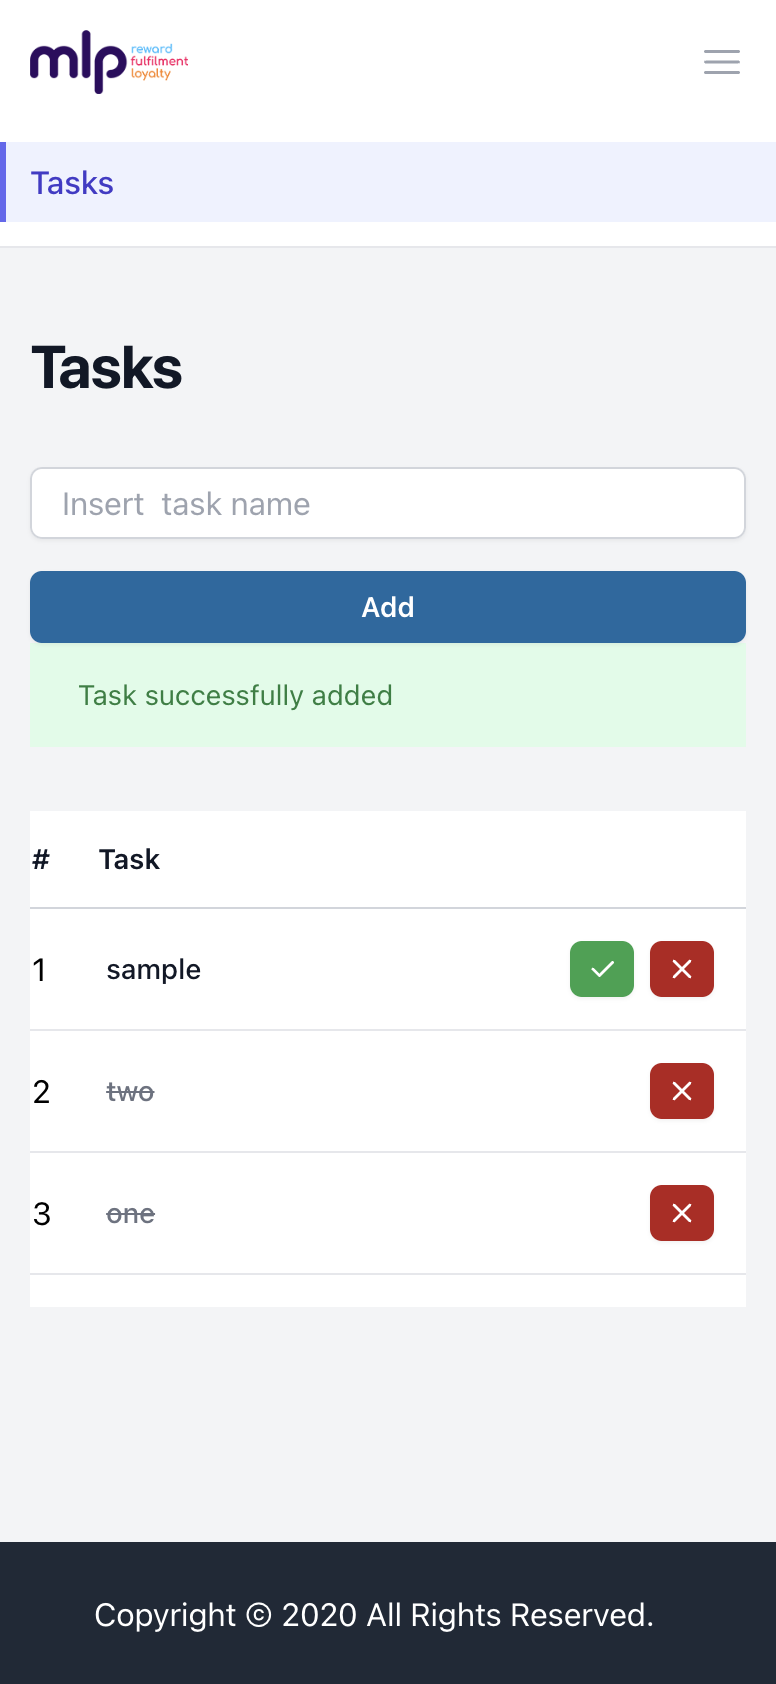 mlp
reward
fulfilment
loyalty
Tasks
Tasks
Insert  task name
Add
Task successfully added
# Task
1 sample
2 two
3 one
Copyright © 2020 All Rights Reserved.